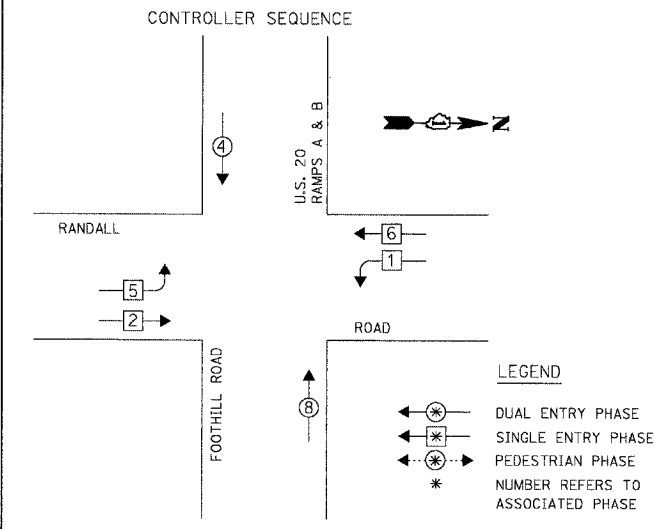 CONTROLLER SEQUENCE
4
U.S. 20
RAMPS A & B
N
RANDALL
6
1
5
2
ROAD
FOOTHILL ROAD
8
LEGEND
* DUAL ENTRY PHASE
* SINGLE ENTRY PHASE
* PEDESTRIAN PHASE
* NUMBER REFERS TO
ASSOCIATED PHASE